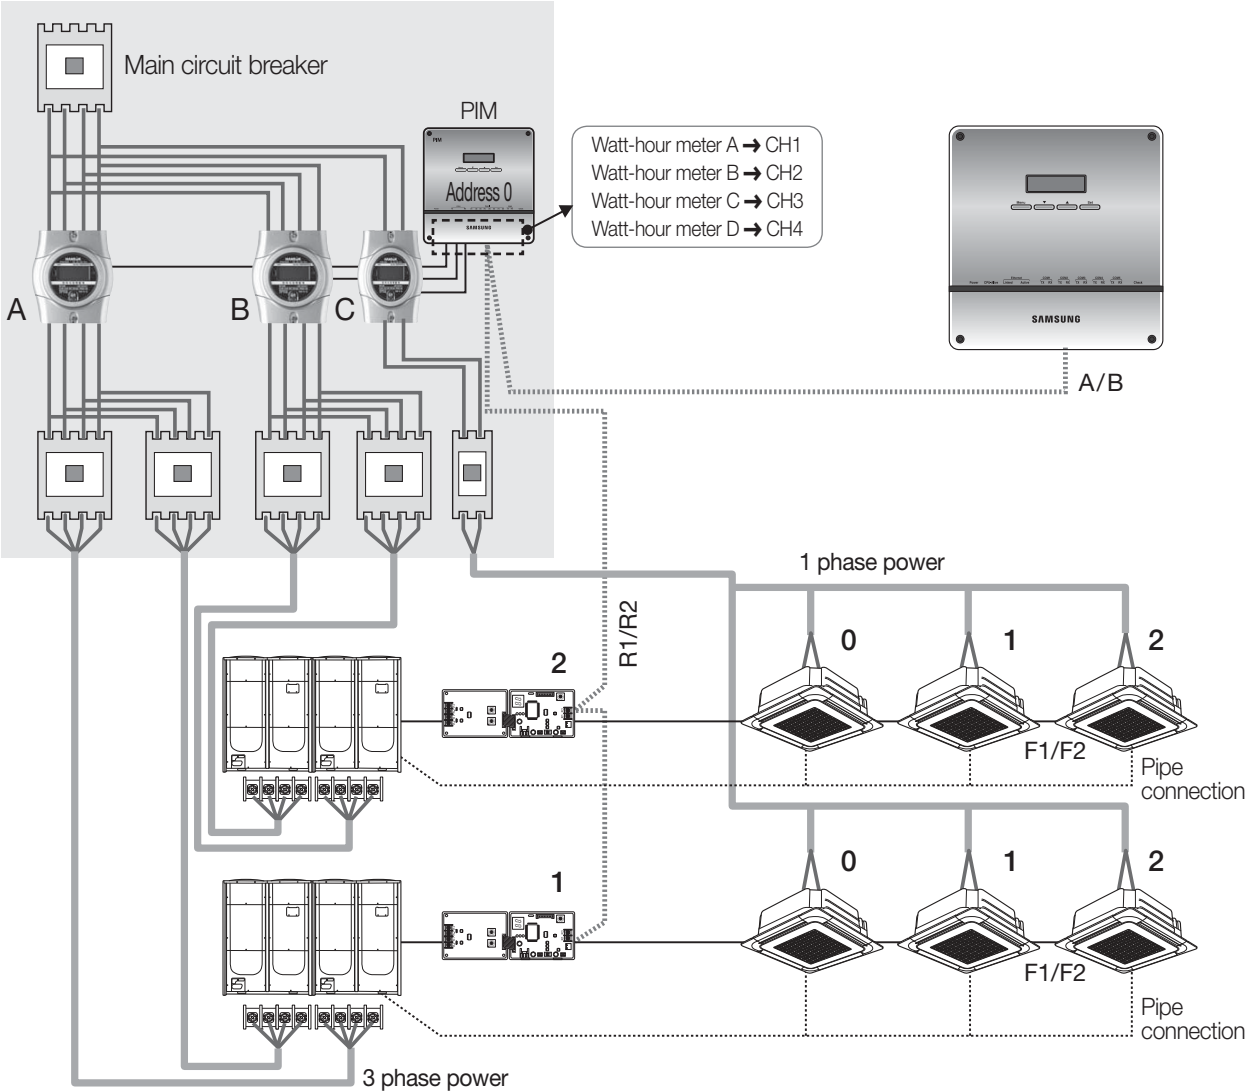 Main circuit breaker
PIM
PIM
Address 0
SAMSUNG
Watt-hour meter A ➔ CH1
Watt-hour meter B ➔ CH2
Watt-hour meter C ➔ CH3
Watt-hour meter D ➔ CH4
SAMSUNG
A
B
C
A/B
1 phase power
R1/R2
2
0
1
2
F1/F2
Pipe
connection
1
0
1
2
F1/F2
Pipe
connection
3 phase power